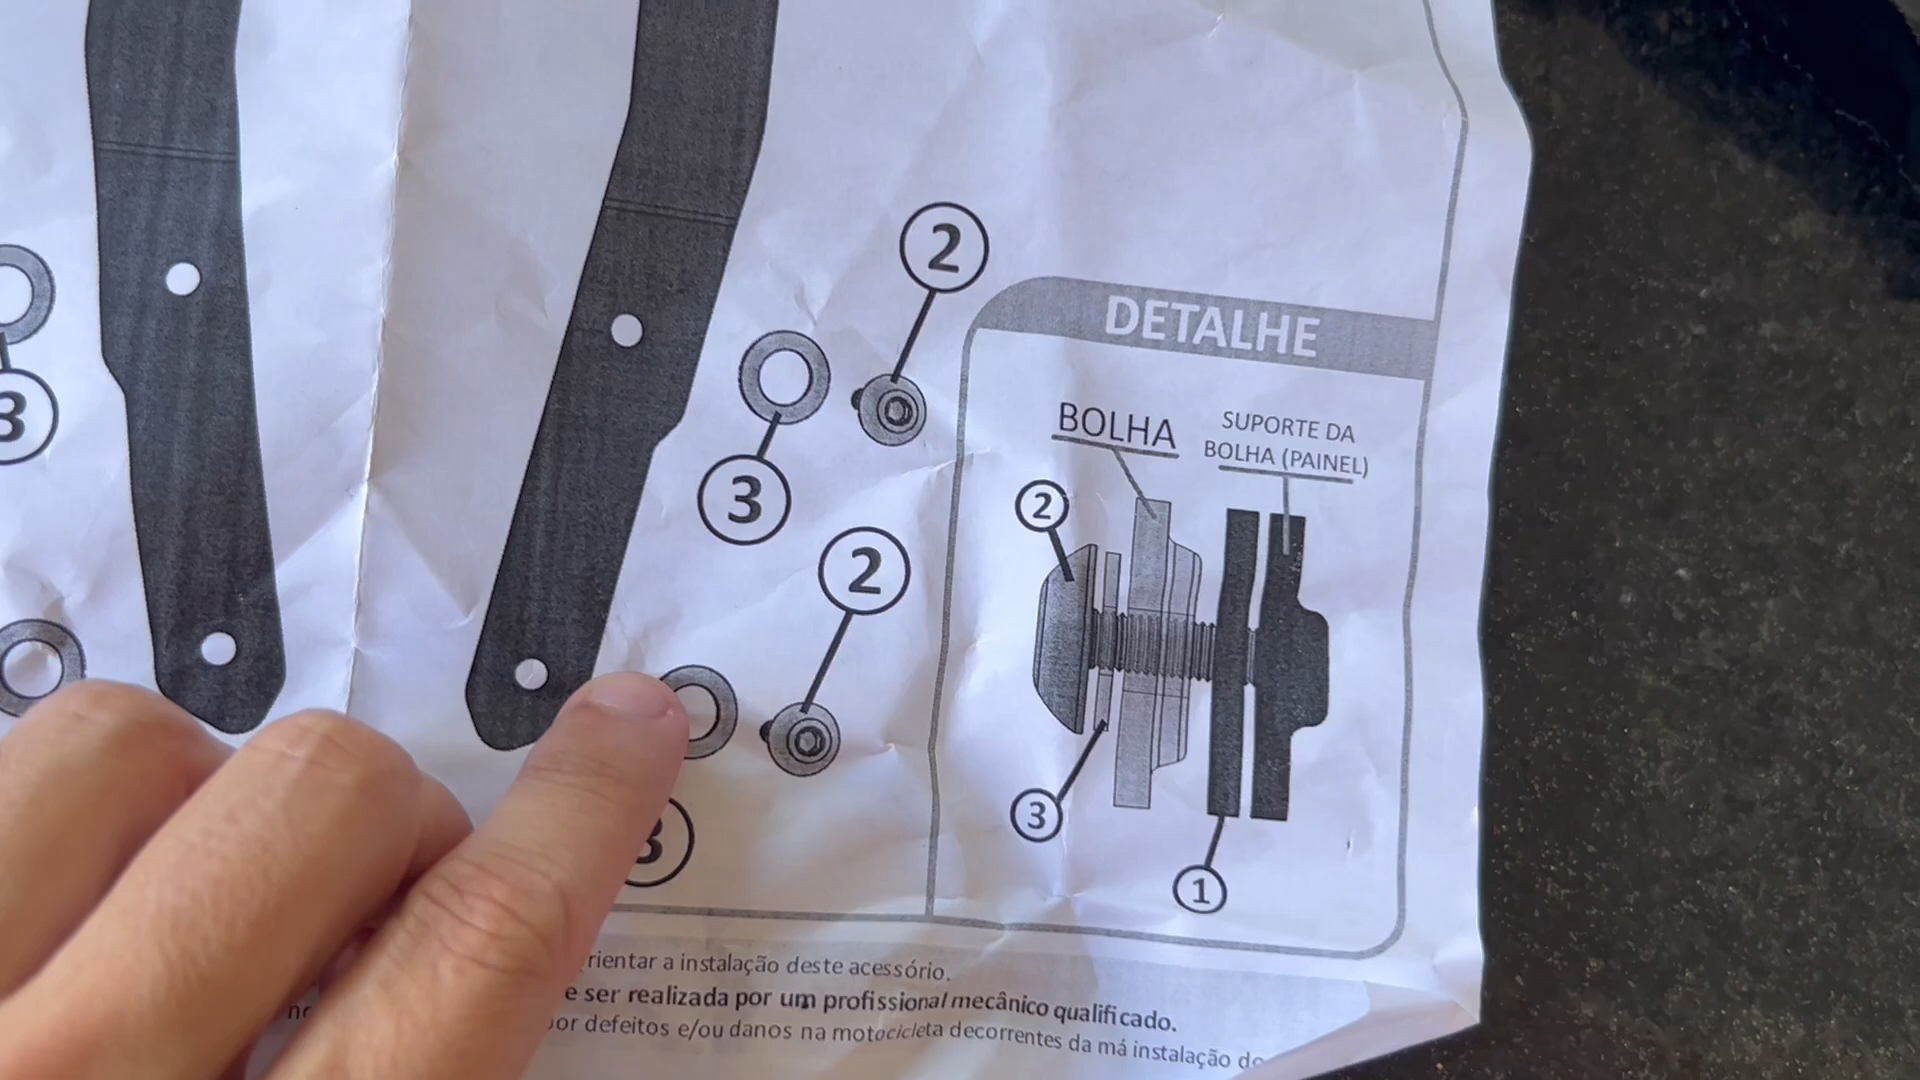 2
DETALHE
3
BOLHA
SUPORTE DA
BOLHA (PAINEL)
2
3
2
3
3
1
rientar a instalação deste acessório.
e ser realizada por um profissional mecânico qualificado.
por defeitos e/ou danos na motocicleta decorrentes da má instalação